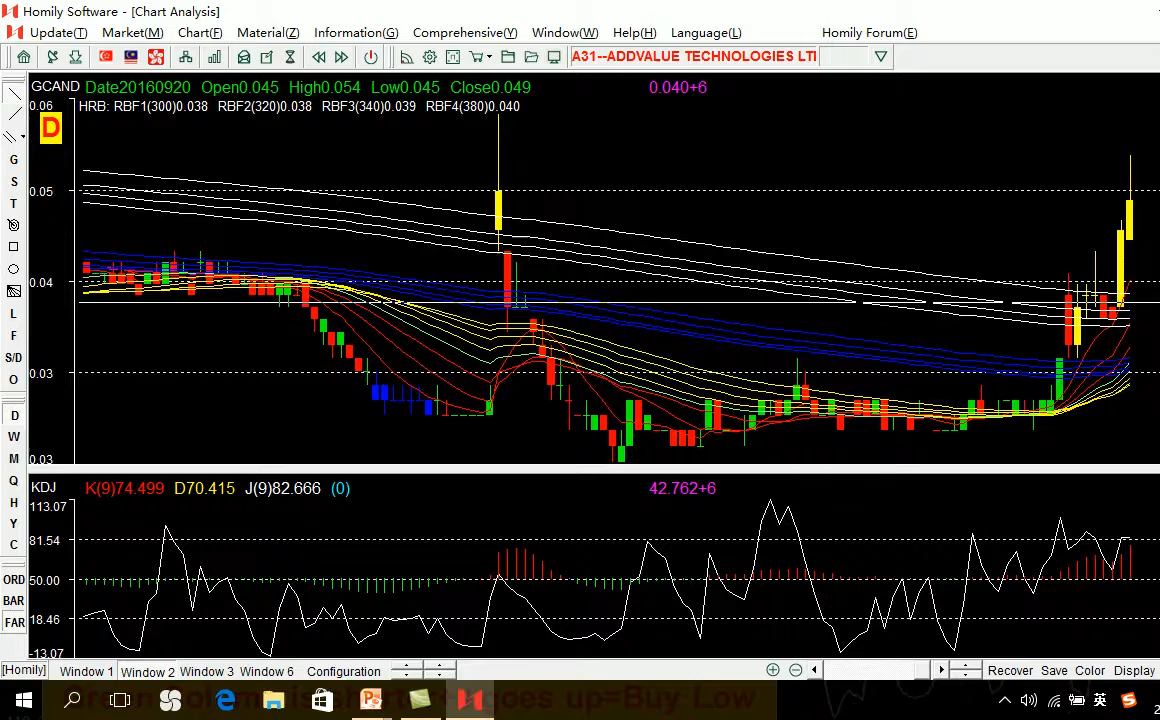 Homily Software - [Chart Analysis]
Update(T) Market(M) Chart(F) Material(Z) Information(G) Comprehensive(Y) Window(W) Help(H) Language(L) Homily Forum(E)
A31--ADDVALUE TECHNOLOGIES LTI
GCAND Date20160920 Open0.045 High0.054 Low0.045 Close0.049 0.040+6
0.06 HRB: RBF1(300)0.038 RBF2(320)0.038 RBF3(340)0.039 RBF4(380)0.040
D
0.05
0.04
0.03
0.03
G
S
T
L
F
S/D
O
D
W
M
Q
H
Y
C
ORD
BAR
FAR
KDJ K(9)74.499 D70.415 J(9)82.666 (0) 42.762+6
113.07
81.54
50.00
18.46
-13.07
[Homily] Window 1 Window 2 Window 3 Window 6 Configuration Recover Save Color Display
英